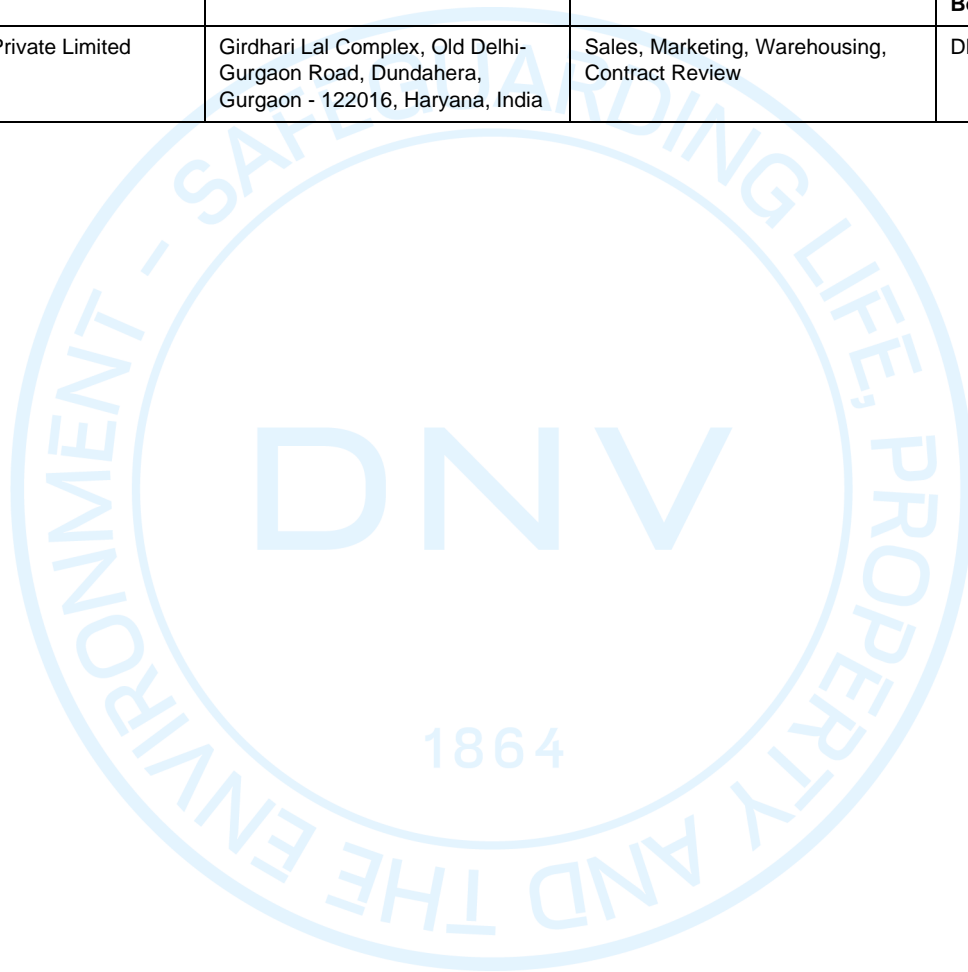 Private Limited
Girdhari Lal Complex, Old Delhi-
Gurgaon Road, Dundahera,
Gurgaon - 122016, Haryana, India
Sales, Marketing, Warehousing,
Contract Review
SAFEGUARDING LIFE, PROPERTY AND THE ENVIRONMENT -
DNV
1864